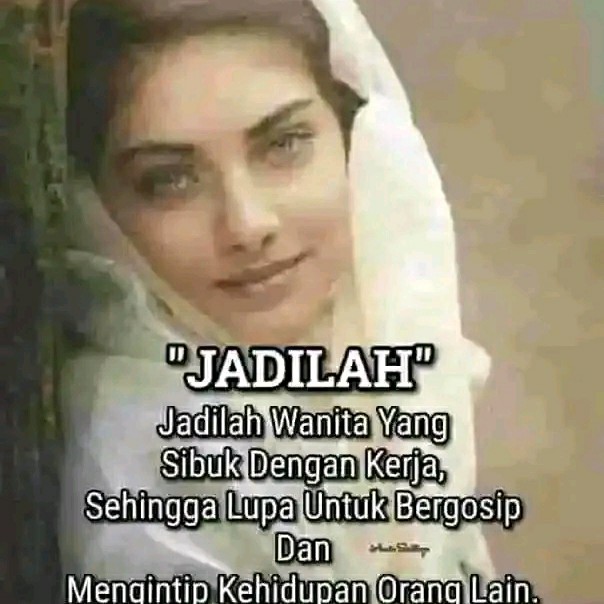 "JADILAH"
Jadilah Wanita Yang
Sibuk Dengan Kerja,
Sehingga Lupa Untuk Bergosip
Dan
Mengintip Kehidupan Orang Lain.